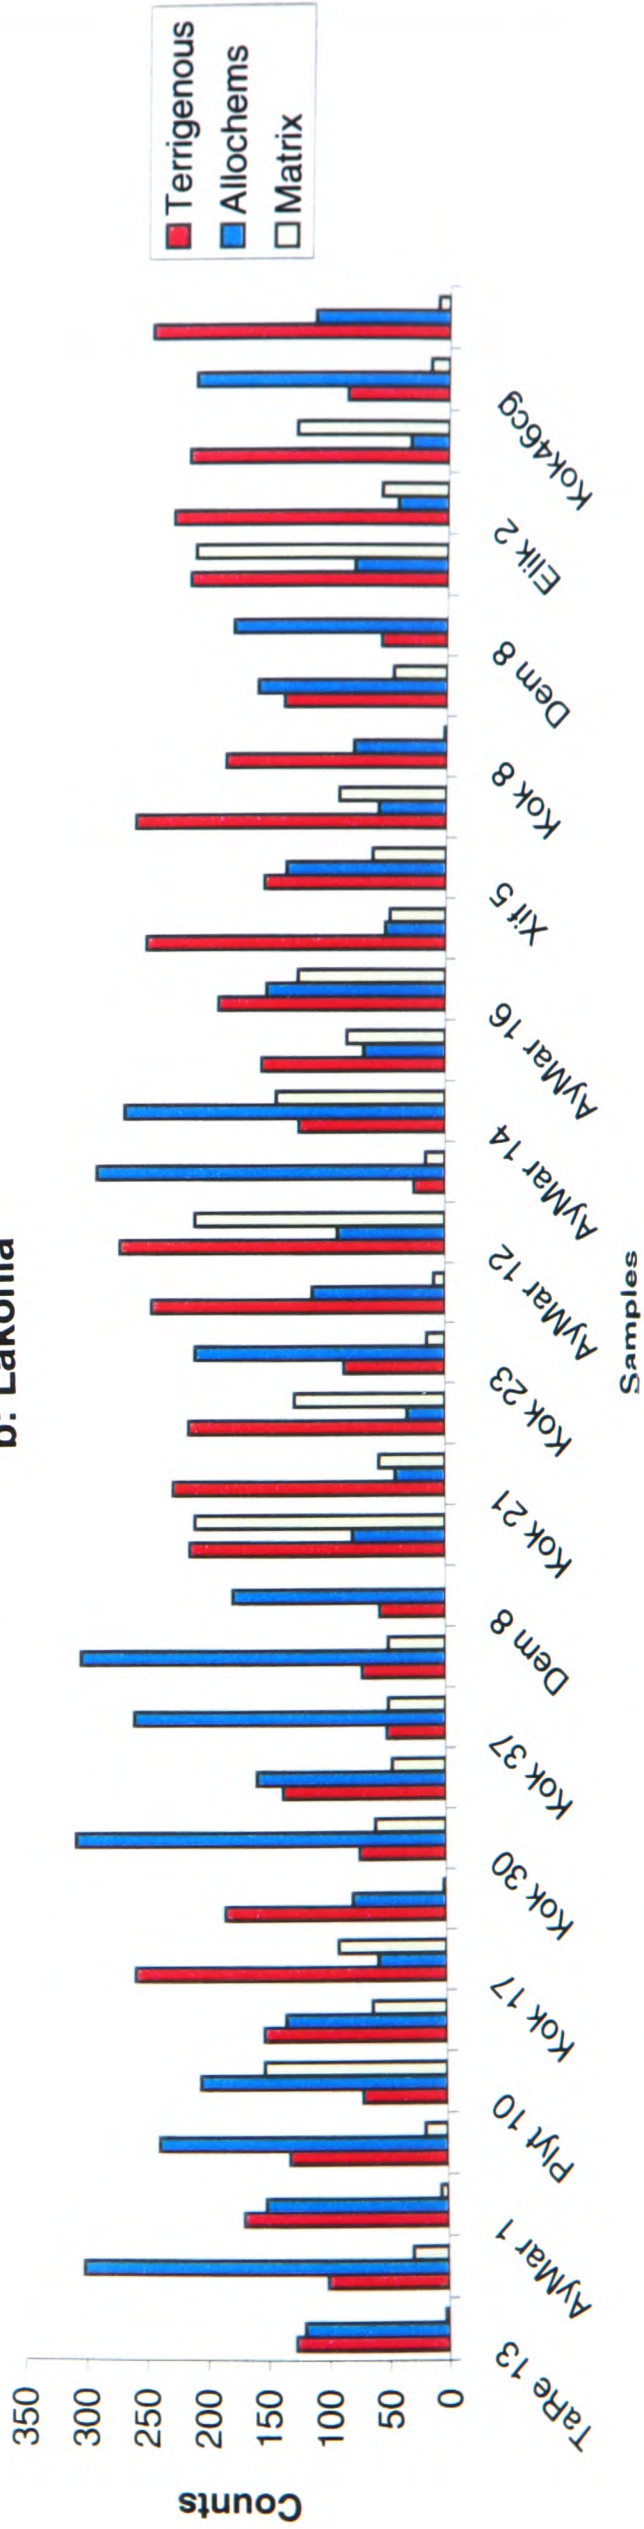 b: Lakonia
Terrigenous
Allochems
Matrix
Counts
350
300
250
200
150
100
50
0
TaRe 13
AyMar 1
Plyt 10
Kok 17
Kok 30
Kok 37
Dem 8
Kok 21
Kok 23
AyMar 12
AyMar 14
AyMar 16
Xif 5
Kok 8
Dem 8
Elik 2
Kok46cg
Samples